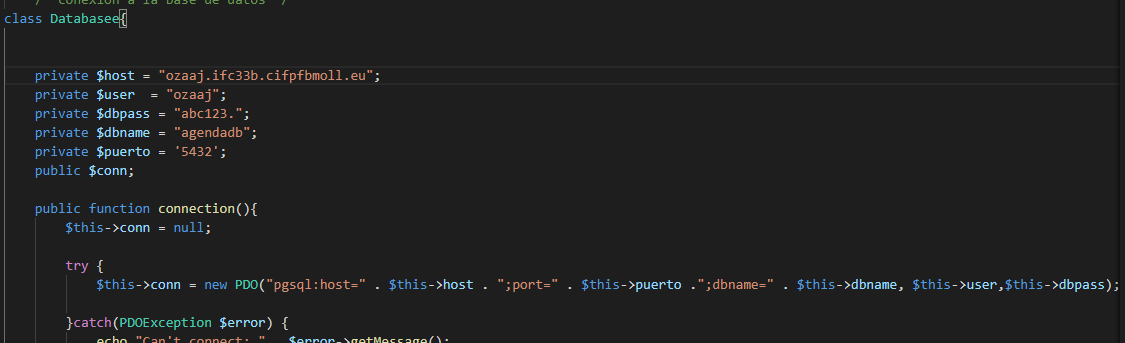 /* conexion a la base de datos */
class Databasee{
private $host = "ozaaj.ifc33b.cifpfbmoll.eu";
private $user  = "ozaaj";
private $dbpass = "abc123.";
private $dbname = "agendadb";
private $puerto = '5432';
public $conn;
public function connection(){
$this->conn = null;
try {
$this->conn = new PDO("pgsql:host=" . $this->host . ";port=" . $this->puerto .";dbname=" . $this->dbname, $this->user,$this->dbpass);
}catch(PDOException $error) {
echo "Can't connect: " . $error->getMessage();